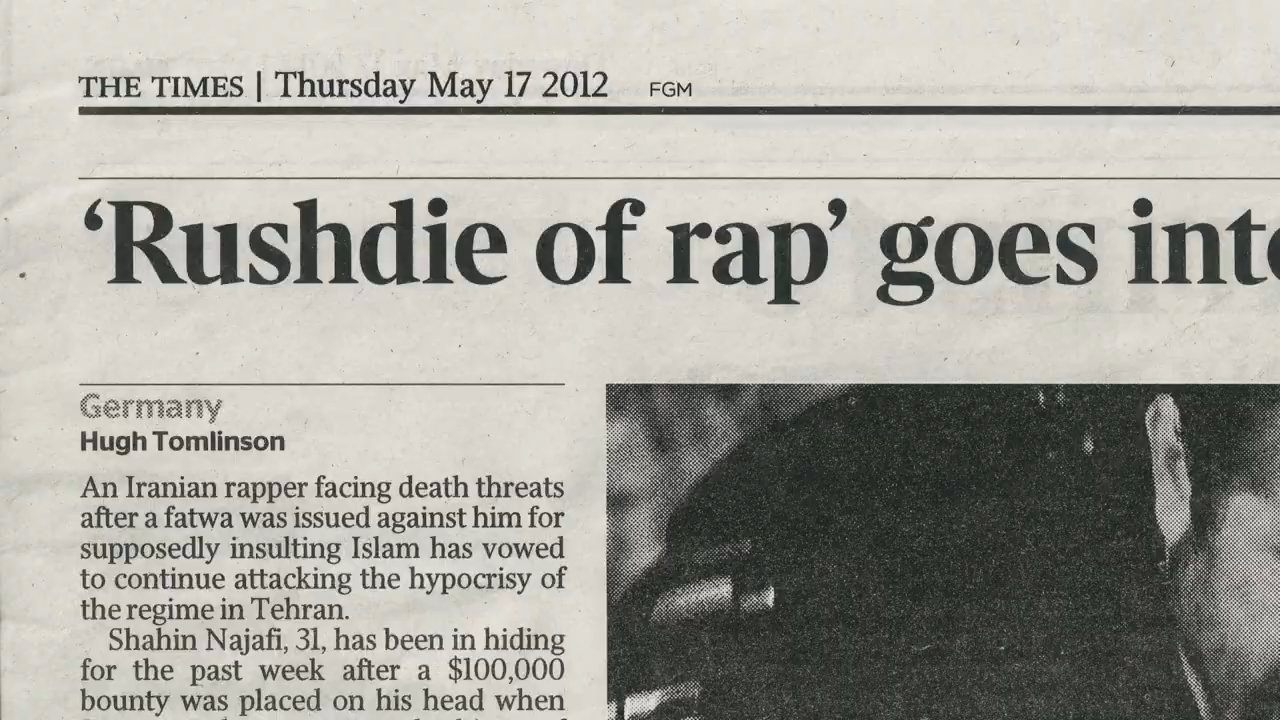 THE TIMES | Thursday May 17 2012 FGM
‘Rushdie of rap’ goes into
Germany
Hugh Tomlinson
An Iranian rapper facing death threats
after a fatwa was issued against him for
supposedly insulting Islam has vowed
to continue attacking the hypocrisy of
the regime in Tehran.
Shahin Najafi, 31, has been in hiding
for the past week after a $100,000
bounty was placed on his head when